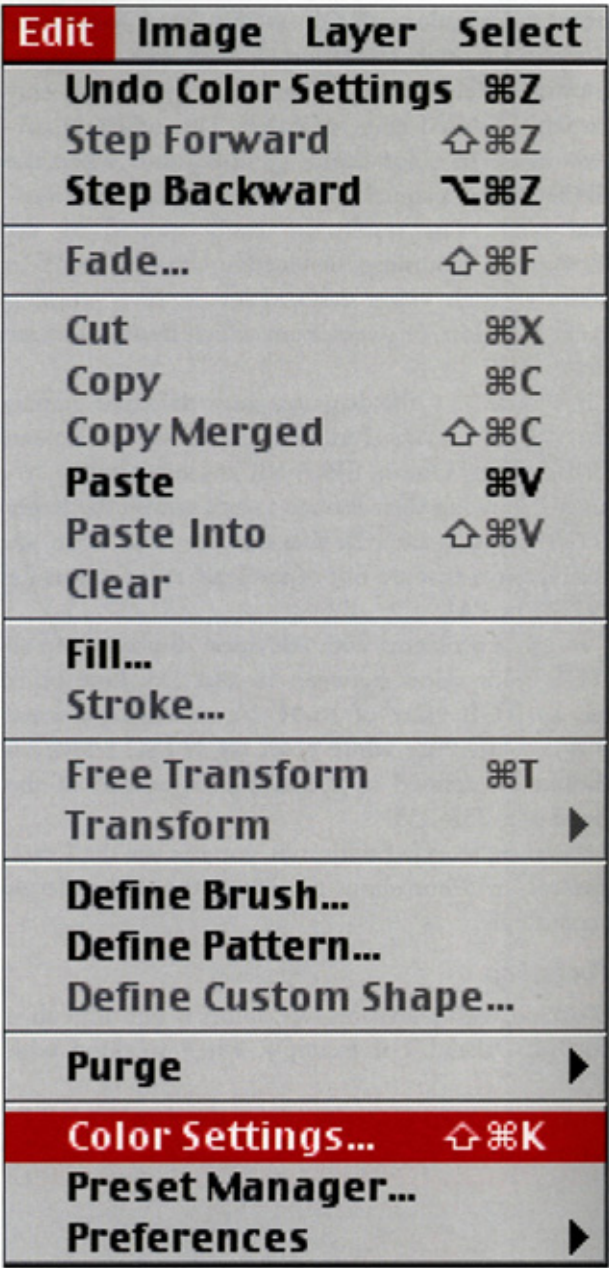 Edit Image Layer Select
Undo Color Settings ⌘Z
Step Forward ⇧⌘Z
Step Backward ⌥⌘Z
Fade... ⇧⌘F
Cut ⌘X
Copy ⌘C
Copy Merged ⇧⌘C
Paste ⌘V
Paste Into ⇧⌘V
Clear
Fill...
Stroke...
Free Transform ⌘T
Transform
Define Brush...
Define Pattern...
Define Custom Shape...
Purge
Color Settings... ⇧⌘K
Preset Manager...
Preferences